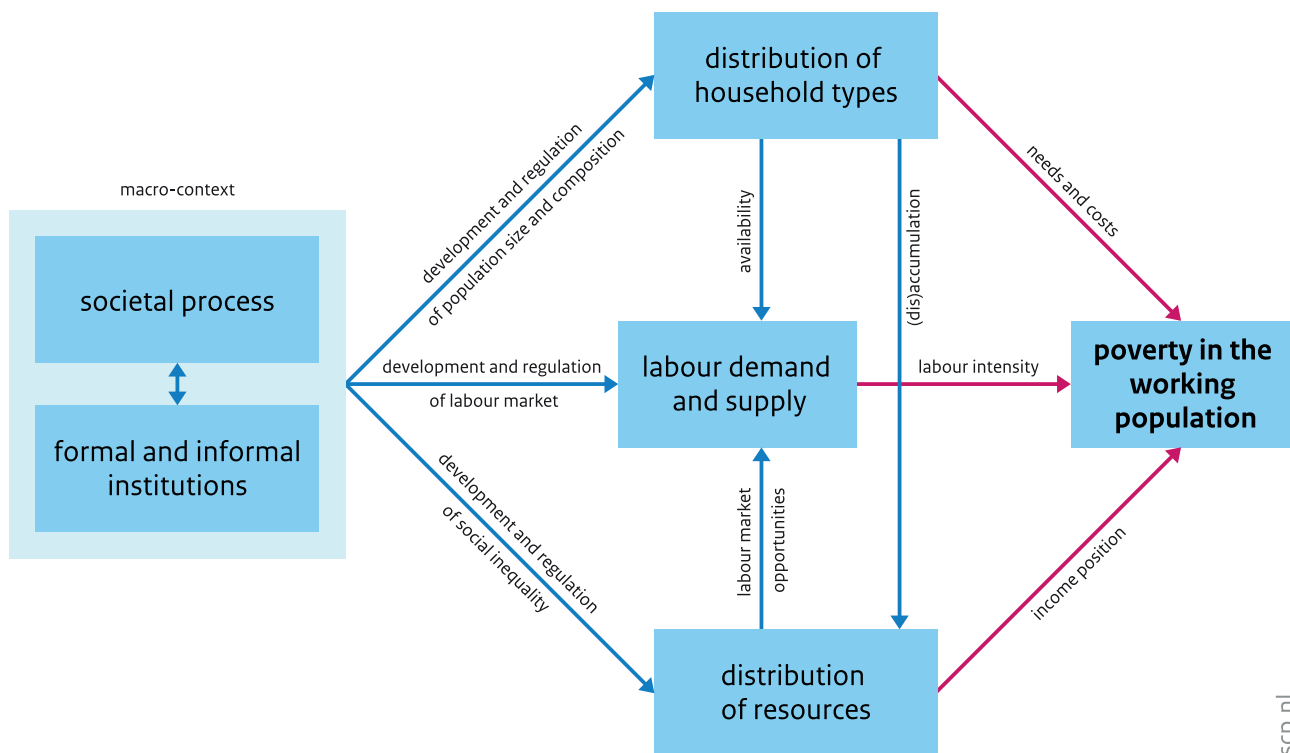 macro-context
societal process
formal and informal
institutions
development and regulation
of population size and composition
development and regulation
of labour market
development and regulation
of social inequality
distribution of
household types
availability
(dis)accumulation
labour demand
and supply
labour market
opportunities
distribution
of resources
needs and costs
labour intensity
income position
poverty in the
working
population
scp.nl